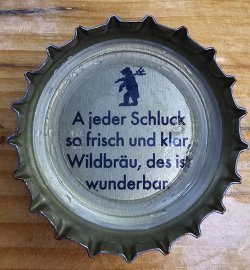 A jeder Schluck
so frisch und klar,
Wildbräu, des is
wunderbar.